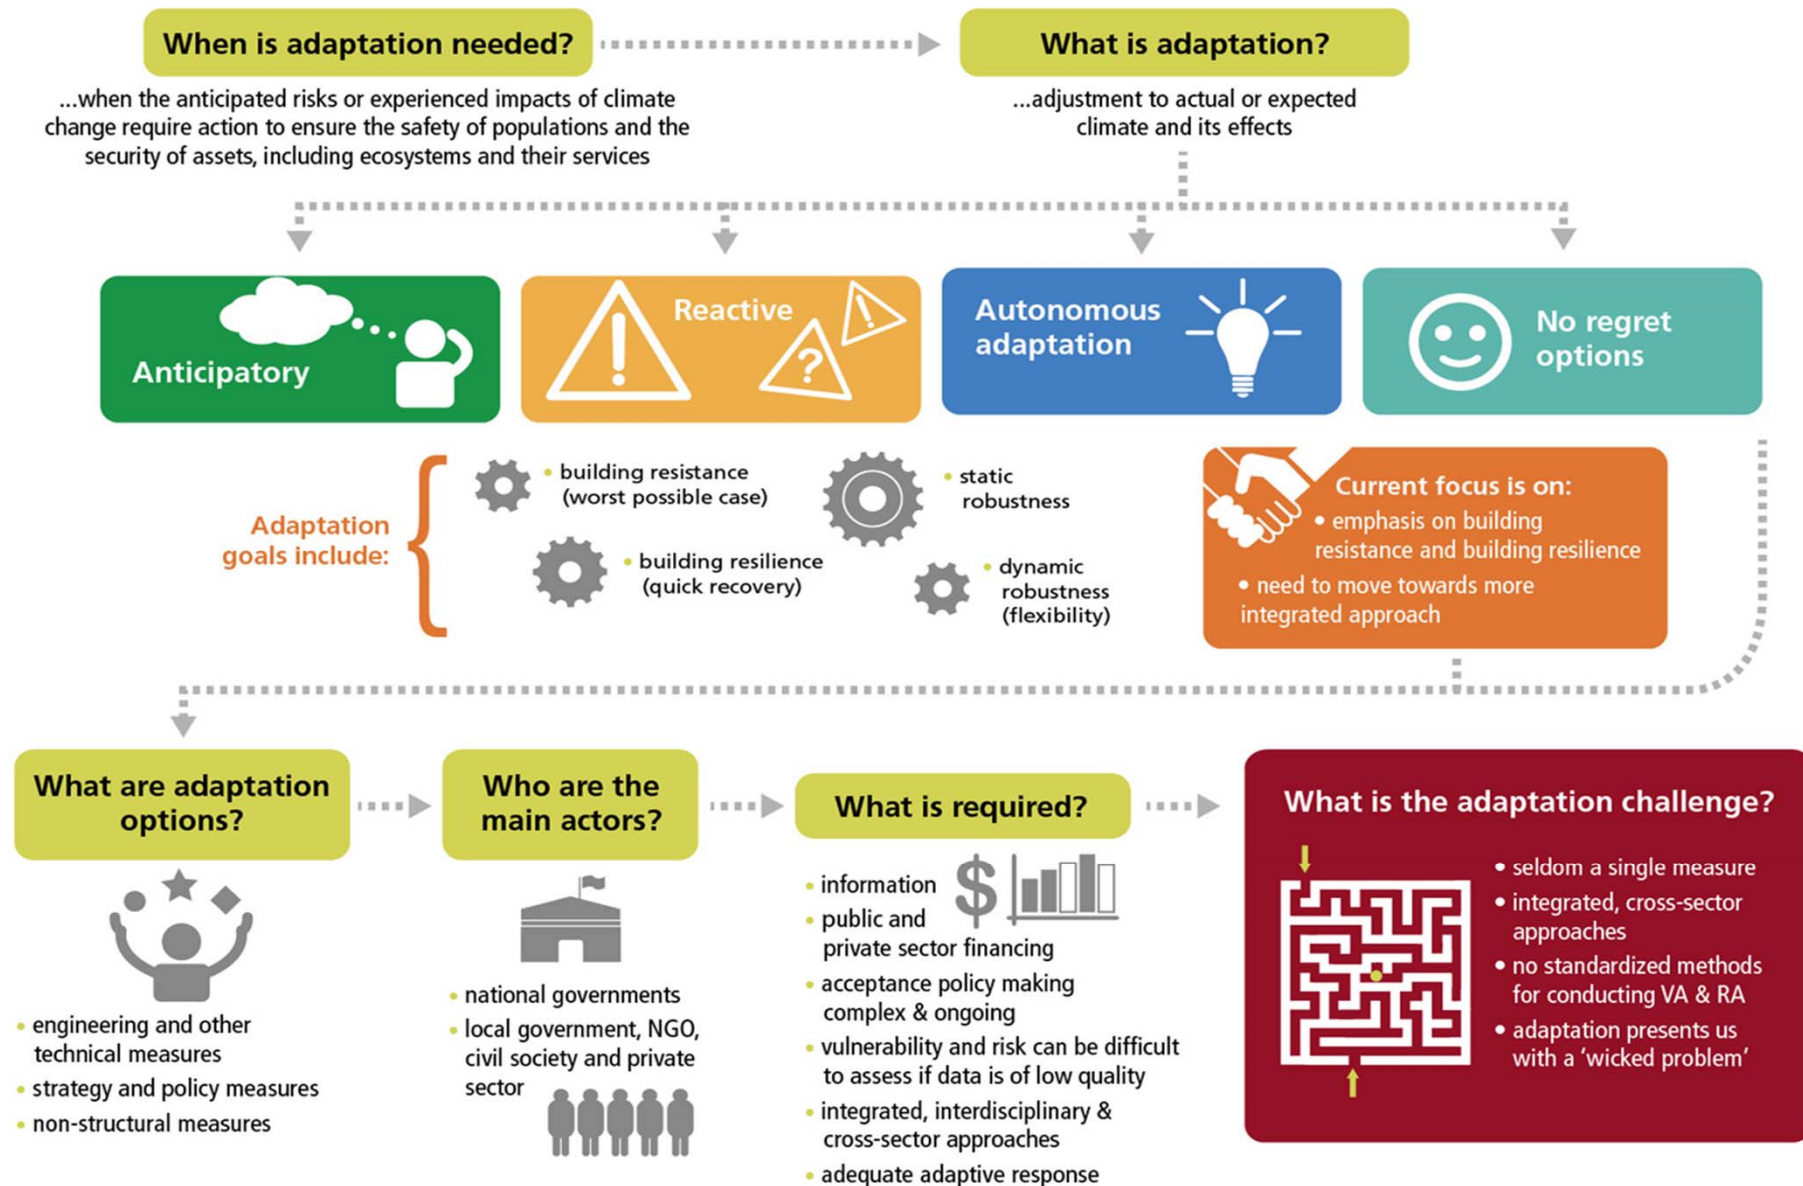 When is adaptation needed?
What is adaptation?
...when the anticipated risks or experienced impacts of climate
change require action to ensure the safety of populations and the
security of assets, including ecosystems and their services
...adjustment to actual or expected
climate and its effects
Anticipatory
Reactive
!
?
!
Autonomous
adaptation
No regret
options
Adaptation
goals include:
• building resistance
(worst possible case)
• building resilience
(quick recovery)
• static
robustness
• dynamic
robustness
(flexibility)
Current focus is on:
• emphasis on building
resistance and building resilience
• need to move towards more
integrated approach
What are adaptation
options?
• engineering and other
technical measures
• strategy and policy measures
• non-structural measures
Who are the
main actors?
• national governments
• local government, NGO,
civil society and private
sector
What is required?
$
• information
• public and
private sector financing
• acceptance policy making
complex & ongoing
• vulnerability and risk can be difficult
to assess if data is of low quality
• integrated, interdisciplinary &
cross-sector approaches
• adequate adaptive response
What is the adaptation challenge?
• seldom a single measure
• integrated, cross-sector
approaches
• no standardized methods
for conducting VA & RA
• adaptation presents us
with a ‘wicked problem’